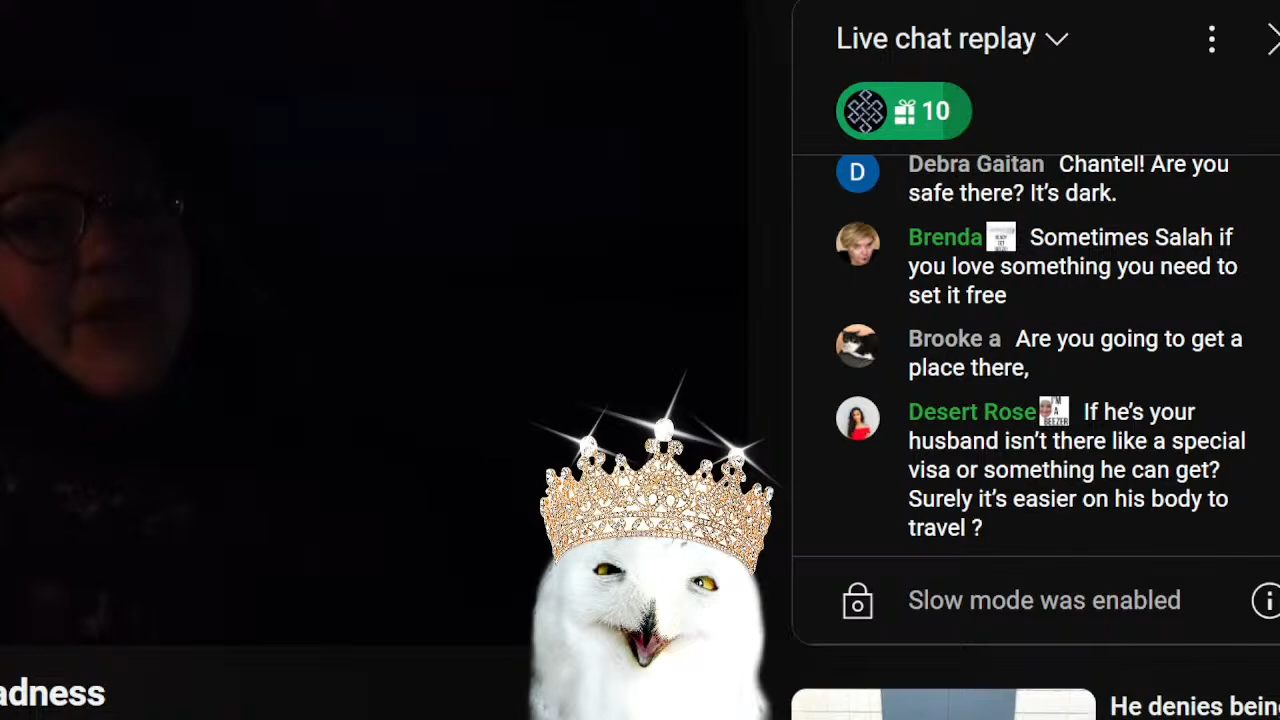 Live chat replay
10
D
Debra Gaitan Chantel! Are you
safe there? It's dark.
Brenda Sometimes Salah if
you love something you need to
set it free
Brooke a Are you going to get a
place there,
Desert Rose If he's your
husband isn't there like a special
visa or something he can get?
Surely it's easier on his body to
travel ?
Slow mode was enabled
adness
He denies bein